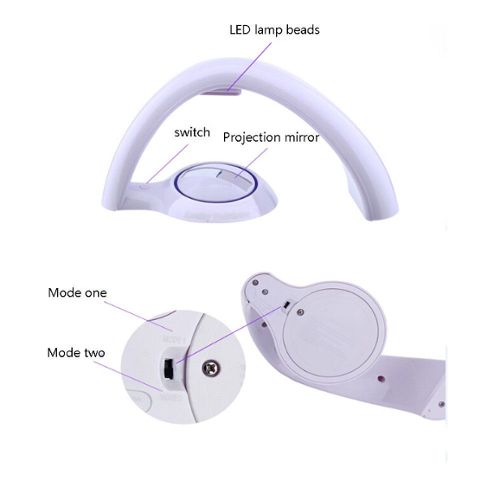 LED lamp beads
switch
Projection mirror
Mode one
Mode two